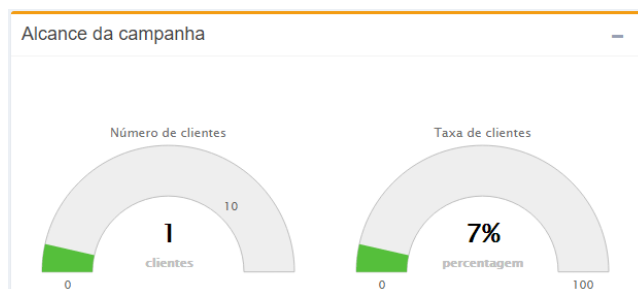 Alcance da campanha
Número de clientes
10
1
clientes
0
Taxa de clientes
7%
percentagem
0
100